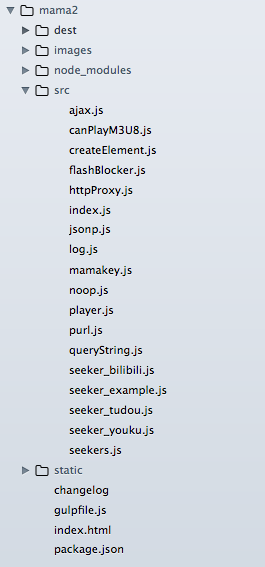 mama2
dest
images
node_modules
src
ajax.js
canPlayM3U8.js
createElement.js
flashBlocker.js
httpProxy.js
index.js
jsonp.js
log.js
mamakey.js
noop.js
player.js
purl.js
queryString.js
seeker_bilibili.js
seeker_example.js
seeker_tudou.js
seeker_youku.js
seekers.js
static
changelog
gulpfile.js
index.html
package.json